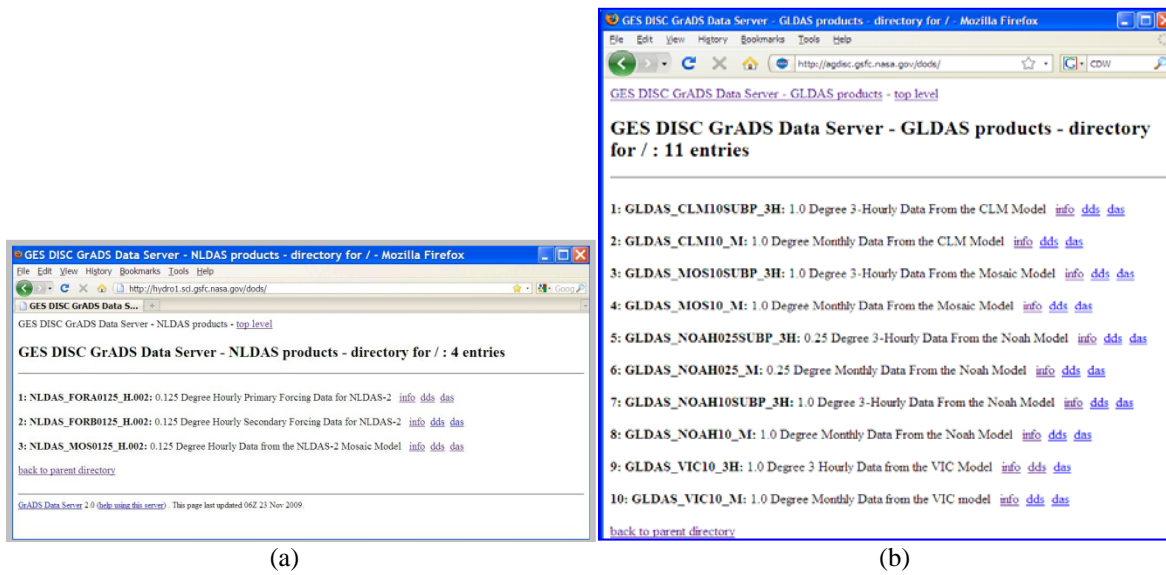 GES DISC GrADS Data Server - NLDAS products - directory for / - Mozilla Firefox
File Edit View History Bookmarks Tools Help
http://hydro1.sci.gsfc.nasa.gov/dods/
Goog
GES DISC GrADS Data S...
GES DISC GrADS Data Server - NLDAS products - top level
GES DISC GrADS Data Server - NLDAS products - directory for / : 4 entries
1: NLDAS_FORA0125_H.002: 0.125 Degree Hourly Primary Forcing Data for NLDAS-2 info dds das
2: NLDAS_FORB0125_H.002: 0.125 Degree Hourly Secondary Forcing Data for NLDAS-2 info dds das
3: NLDAS_MOS0125_H.002: 0.125 Degree Hourly Data from the NLDAS-2 Mosaic Model info dds das
back to parent directory
GrADS Data Server 2.0 (help using this server) . This page last updated 06Z 23 Nov 2009.
(a)
GES DISC GrADS Data Server - GLDAS products - directory for / - Mozilla Firefox
File Edit View History Bookmarks Tools Help
http://agdisc.gsfc.nasa.gov/dods/
G CDW
GES DISC GrADS Data Server - GLDAS products - top level
GES DISC GrADS Data Server - GLDAS products - directory
for / : 11 entries
1: GLDAS_CLM10SUBP_3H: 1.0 Degree 3-Hourly Data From the CLM Model info dds das
2: GLDAS_CLM10_M: 1.0 Degree Monthly Data From the CLM Model info dds das
3: GLDAS_MOS10SUBP_3H: 1.0 Degree 3-Hourly Data From the Mosaic Model info dds das
4: GLDAS_MOS10_M: 1.0 Degree Monthly Data From the Mosaic Model info dds das
5: GLDAS_NOAH025SUBP_3H: 0.25 Degree 3-Hourly Data From the Noah Model info dds das
6: GLDAS_NOAH025_M: 0.25 Degree Monthly Data From the Noah Model info dds das
7: GLDAS_NOAH10SUBP_3H: 1.0 Degree 3-Hourly Data From the Noah Model info dds das
8: GLDAS_NOAH10_M: 1.0 Degree Monthly Data From the Noah Model info dds das
9: GLDAS_VIC10_3H: 1.0 Degree 3 Hourly Data from the VIC Model info dds das
10: GLDAS_VIC10_M: 1.0 Degree Monthly Data from the VIC model info dds das
back to parent directory
(b)